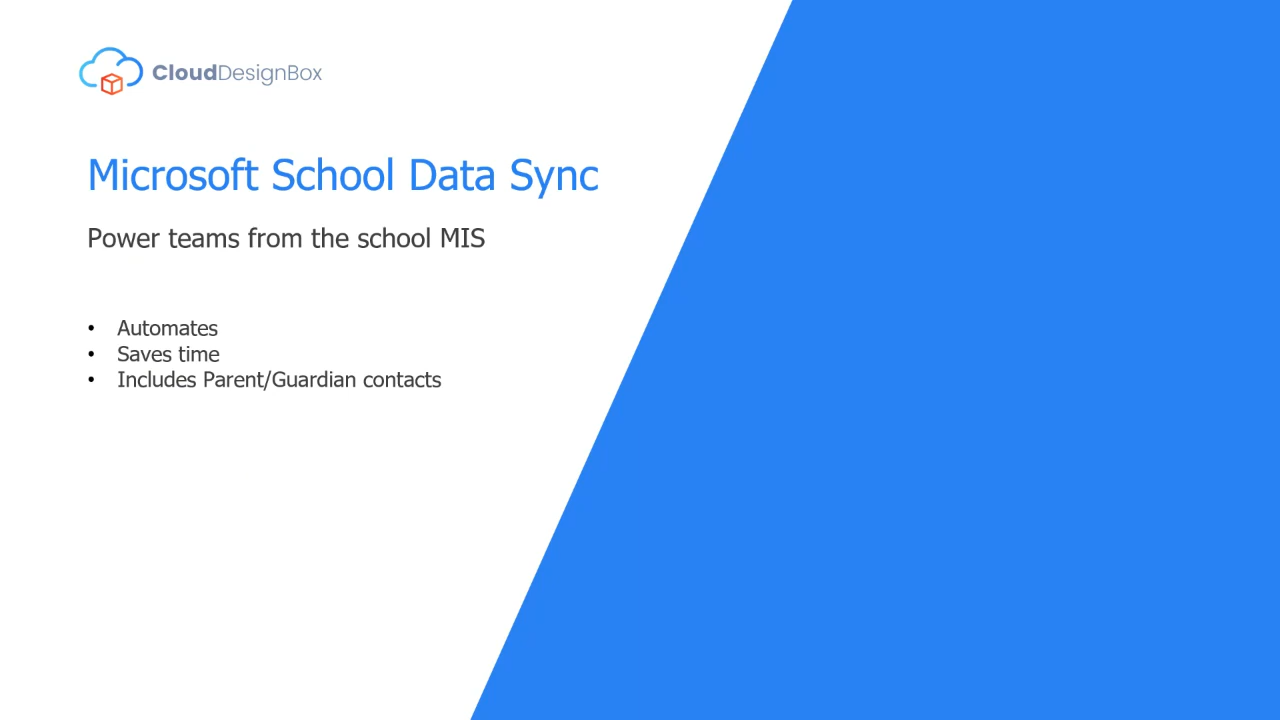 CloudDesignBox
Microsoft School Data Sync
Power teams from the school MIS
• Automates
• Saves time
• Includes Parent/Guardian contacts